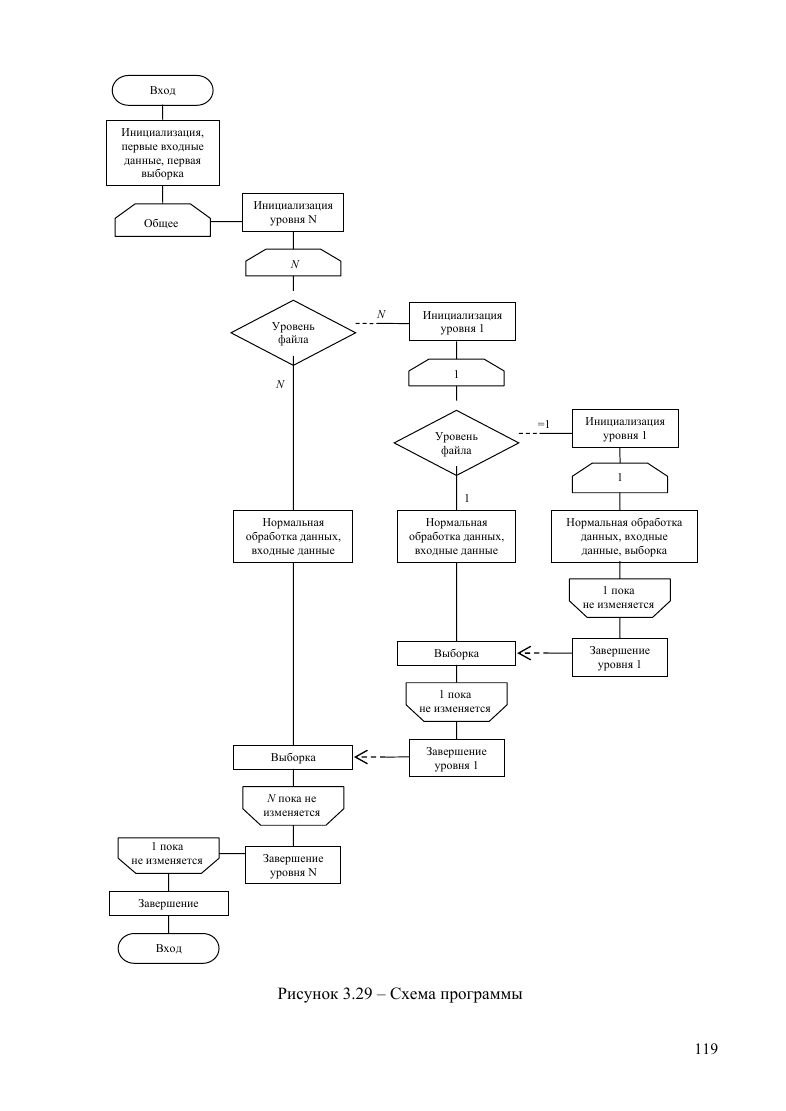 Вход
Инициализация,
первые входные
данные, первая
выборка
Общее
Инициализация
уровня N
N
Уровень
файла
N
Инициализация
уровня 1
N
1
Уровень
файла
=1
Инициализация
уровня 1
1
1
Нормальная
обработка данных,
входные данные
Нормальная
обработка данных,
входные данные
Нормальная обработка
данных, входные
данные, выборка
1 пока
не изменяется
Выборка
Завершение
уровня 1
1 пока
не изменяется
Выборка
Завершение
уровня 1
N пока не
изменяется
1 пока
не изменяется
Завершение
уровня N
Завершение
Вход
Рисунок 3.29 – Схема программы
119